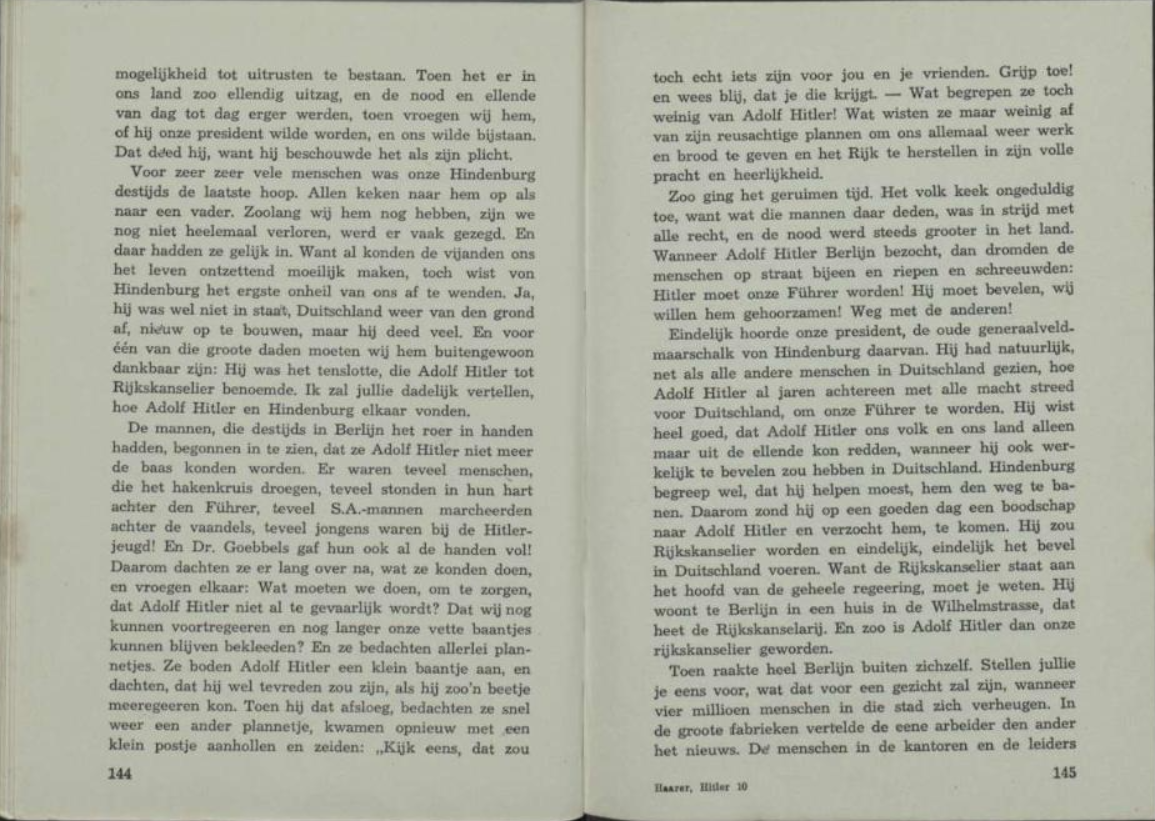 mogelijkheid tot uitrusten te bestaan. Toen het er in
ons land zoo ellendig uitzag, en de nood en ellende
van dag tot dag erger werden, toen vroegen wij hem,
of hij onze president wilde worden, en ons wilde bijstaan.
Dat deed hij, want hij beschouwde het als zijn plicht.
Voor zeer zeer vele menschen was onze Hindenburg
destijds de laatste hoop. Allen keken naar hem op als
naar een vader. Zoolang wij hem nog hebben, zijn we
nog niet heelemaal verloren, werd er vaak gezegd. En
daar hadden ze gelijk in. Want al konden de vijanden ons
het leven ontzettend moeilijk maken, toch wist von
Hindenburg het ergste onheil van ons af te wenden. Ja,
hij was wel niet in staat, Duitschland weer van den grond
af, nieuw op te bouwen, maar hij deed veel. En voor
één van die groote daden moeten wij hem buitengewoon
dankbaar zijn: Hij was het tenslotte, die Adolf Hitler tot
Rijkskanselier benoemde. Ik zal jullie dadelijk vertellen,
hoe Adolf Hitler en Hindenburg elkaar vonden.
De mannen, die destijds in Berlijn het roer in handen
hadden, begonnen in te zien, dat ze Adolf Hitler niet meer
de baas konden worden. Er waren teveel menschen,
die het hakenkruis droegen, teveel stonden in hun hart
achter den Führer, teveel S.A.-mannen marcheerden
achter de vaandels, teveel jongens waren bij de Hitler-
jeugd! En Dr. Goebbels gaf hun ook al de handen vol!
Daarom dachten ze er lang over na, wat ze konden doen,
en vroegen elkaar: Wat moeten we doen, om te zorgen,
dat Adolf Hitler niet al te gevaarlijk wordt? Dat wij nog
kunnen voortregeeren en nog langer onze vette baantjes
kunnen blijven bekleeden? En ze bedachten allerlei plan-
netjes. Ze boden Adolf Hitler een klein baantje aan, en
dachten, dat hij wel tevreden zou zijn, als hij zoo'n beetje
meeregeeren kon. Toen hij dat afsloeg, bedachten ze snel
weer een ander plannetje, kwamen opnieuw met een
klein postje aanhollen en zeiden: „Kijk eens, dat zou
144
toch echt iets zijn voor jou en je vrienden. Grijp toe!
en wees blij, dat je die krijgt. — Wat begrepen ze toch
weinig van Adolf Hitler! Wat wisten ze maar weinig af
van zijn reusachtige plannen om ons allemaal weer werk
en brood te geven en het Rijk te herstellen in zijn volle
pracht en heerlijkheid.
Zoo ging het geruimen tijd. Het volk keek ongeduldig
toe, want wat die mannen daar deden, was in strijd met
alle recht, en de nood werd steeds grooter in het land.
Wanneer Adolf Hitler Berlijn bezocht, dan dromden de
menschen op straat bijeen en riepen en schreeuwden:
Hitler moet onze Führer worden! Hij moet bevelen, wij
willen hem gehoorzamen! Weg met de anderen!
Eindelijk hoorde onze president, de oude generaalveld-
maarschalk von Hindenburg daarvan. Hij had natuurlijk,
net als alle andere menschen in Duitschland gezien, hoe
Adolf Hitler al jaren achtereen met alle macht streed
voor Duitschland, om onze Führer te worden. Hij wist
heel goed, dat Adolf Hitler ons volk en ons land alleen
maar uit de ellende kon redden, wanneer hij ook wer-
kelijk te bevelen zou hebben in Duitschland. Hindenburg
begreep wel, dat hij helpen moest, hem den weg te ba-
nen. Daarom zond hij op een goeden dag een boodschap
naar Adolf Hitler en verzocht hem, te komen. Hij zou
Rijkskanselier worden en eindelijk, eindelijk het bevel
in Duitschland voeren. Want de Rijkskanselier staat aan
het hoofd van de geheele regeering, moet je weten. Hij
woont te Berlijn in een huis in de Wilhelmstrasse, dat
heet de Rijkskanselarij. En zoo is Adolf Hitler dan onze
rijkskanselier geworden.
Toen raakte heel Berlijn buiten zichzelf. Stellen jullie
je eens voor, wat dat voor een gezicht zal zijn, wanneer
vier millioen menschen in die stad zich verheugen. In
de groote fabrieken vertelde de eene arbeider den ander
het nieuws. De menschen in de kantoren en de leiders
Haarer, Hitler 10
145